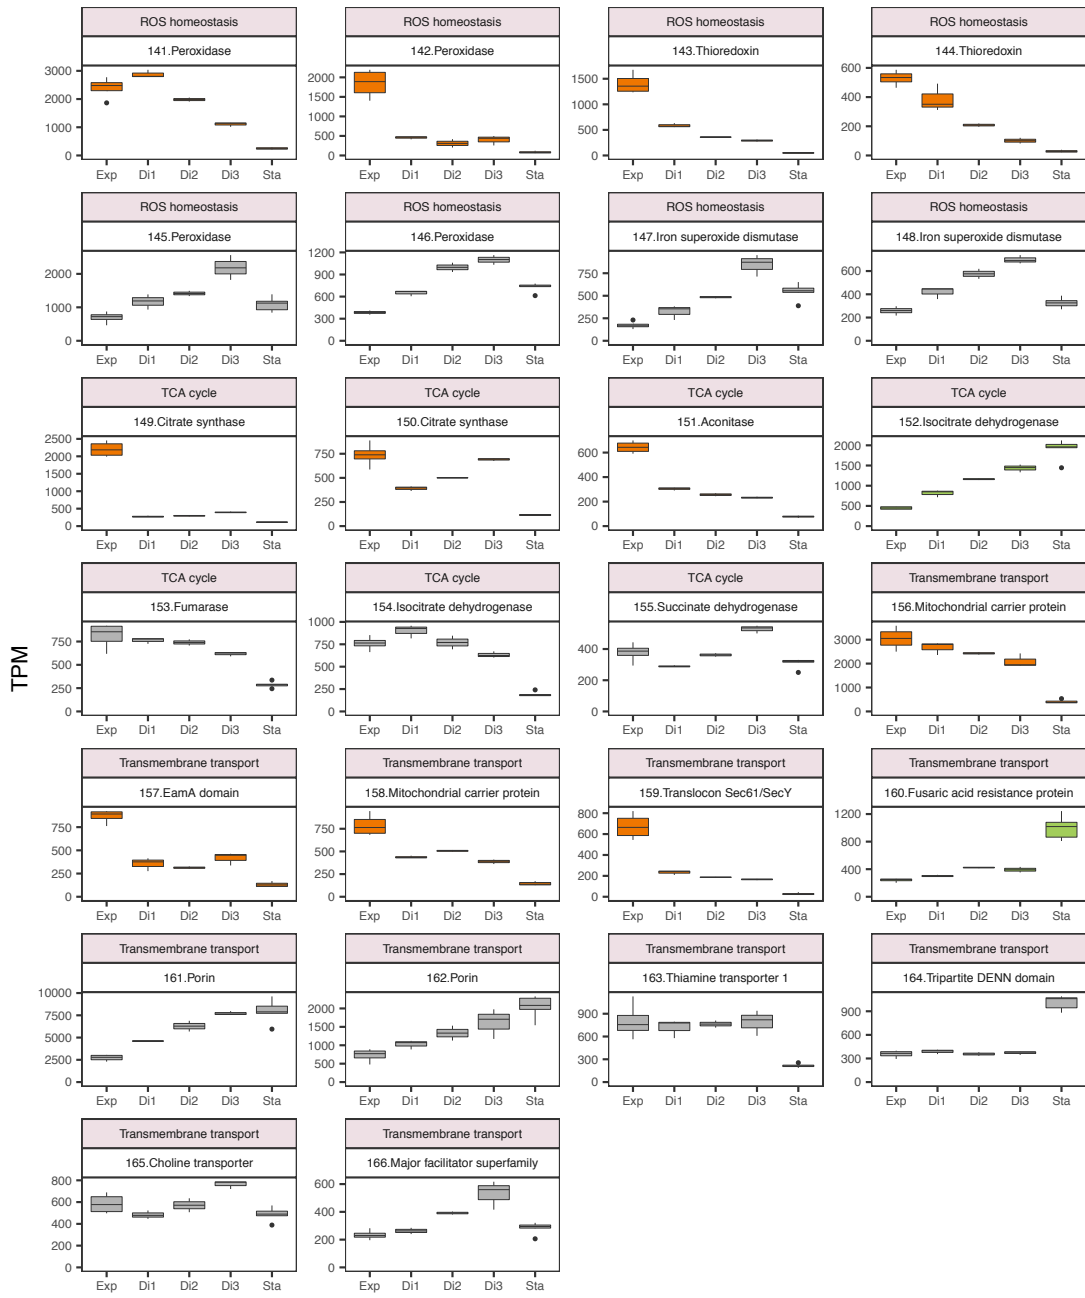 ROS homeostasis
ROS homeostasis
ROS homeostasis
ROS homeostasis
141.Peroxidase
142.Peroxidase
143.Thioredoxin
144.Thioredoxin
3000
2000
1000
0
2000
1500
1000
500
0
1500
1000
500
0
600
400
200
0
Exp Di1 Di2 Di3 Sta
Exp Di1 Di2 Di3 Sta
Exp Di1 Di2 Di3 Sta
Exp Di1 Di2 Di3 Sta
ROS homeostasis
ROS homeostasis
ROS homeostasis
ROS homeostasis
145.Peroxidase
146.Peroxidase
147.Iron superoxide dismutase
148.Iron superoxide dismutase
2000
1000
0
1200
900
600
300
0
750
500
250
0
600
400
200
0
Exp Di1 Di2 Di3 Sta
Exp Di1 Di2 Di3 Sta
Exp Di1 Di2 Di3 Sta
Exp Di1 Di2 Di3 Sta
TCA cycle
TCA cycle
TCA cycle
TCA cycle
149.Citrate synthase
150.Citrate synthase
151.Aconitase
152.Isocitrate dehydrogenase
2500
2000
1500
1000
500
0
750
500
250
0
600
400
200
0
2000
1500
1000
500
0
Exp Di1 Di2 Di3 Sta
Exp Di1 Di2 Di3 Sta
Exp Di1 Di2 Di3 Sta
Exp Di1 Di2 Di3 Sta
TPM
TCA cycle
TCA cycle
TCA cycle
Transmembrane transport
153.Fumarase
154.Isocitrate dehydrogenase
155.Succinate dehydrogenase
156.Mitochondrial carrier protein
750
500
250
0
1000
750
500
250
0
400
200
0
3000
2000
1000
0
Exp Di1 Di2 Di3 Sta
Exp Di1 Di2 Di3 Sta
Exp Di1 Di2 Di3 Sta
Exp Di1 Di2 Di3 Sta
Transmembrane transport
Transmembrane transport
Transmembrane transport
Transmembrane transport
157.EamA domain
158.Mitochondrial carrier protein
159.Translocon Sec61/SecY
160.Fusaric acid resistance protein
750
500
250
0
750
500
250
0
800
600
400
200
0
1200
800
400
0
Exp Di1 Di2 Di3 Sta
Exp Di1 Di2 Di3 Sta
Exp Di1 Di2 Di3 Sta
Exp Di1 Di2 Di3 Sta
Transmembrane transport
Transmembrane transport
Transmembrane transport
Transmembrane transport
161.Porin
162.Porin
163.Thiamine transporter 1
164.Tripartite DENN domain
10000
7500
5000
2500
0
2000
1500
1000
500
0
900
600
300
0
900
600
300
0
Exp Di1 Di2 Di3 Sta
Exp Di1 Di2 Di3 Sta
Exp Di1 Di2 Di3 Sta
Exp Di1 Di2 Di3 Sta
Transmembrane transport
Transmembrane transport
165.Choline transporter
166.Major facilitator superfamily
800
600
400
200
0
600
400
200
0
Exp Di1 Di2 Di3 Sta
Exp Di1 Di2 Di3 Sta